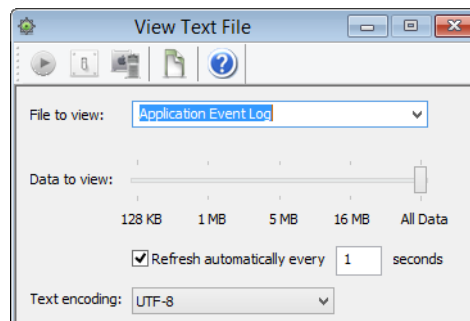 View Text File
File to view: Application Event Log
Data to view:
128 KB 1 MB 5 MB 16 MB All Data
Refresh automatically every 1 seconds
Text encoding: UTF-8